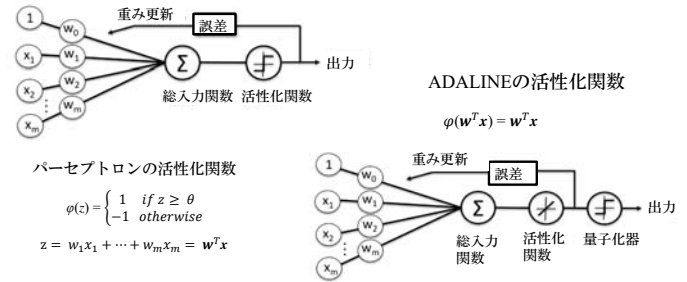 重み更新
誤差
1
w0
x1
w1
x2
w2
⋮
wm
xm
Σ
出力
総入力関数
活性化関数
パーセプトロンの活性化関数
φ(z) = { 1 if z ≥ θ
−1 otherwise
z = w1x1 + ⋯ + wmxm = wTx
ADALINEの活性化関数
φ(wTx) = wTx
重み更新
誤差
1
w0
x1
w1
x2
w2
⋮
wm
xm
Σ
出力
総入力
関数
活性化
関数
量子化器